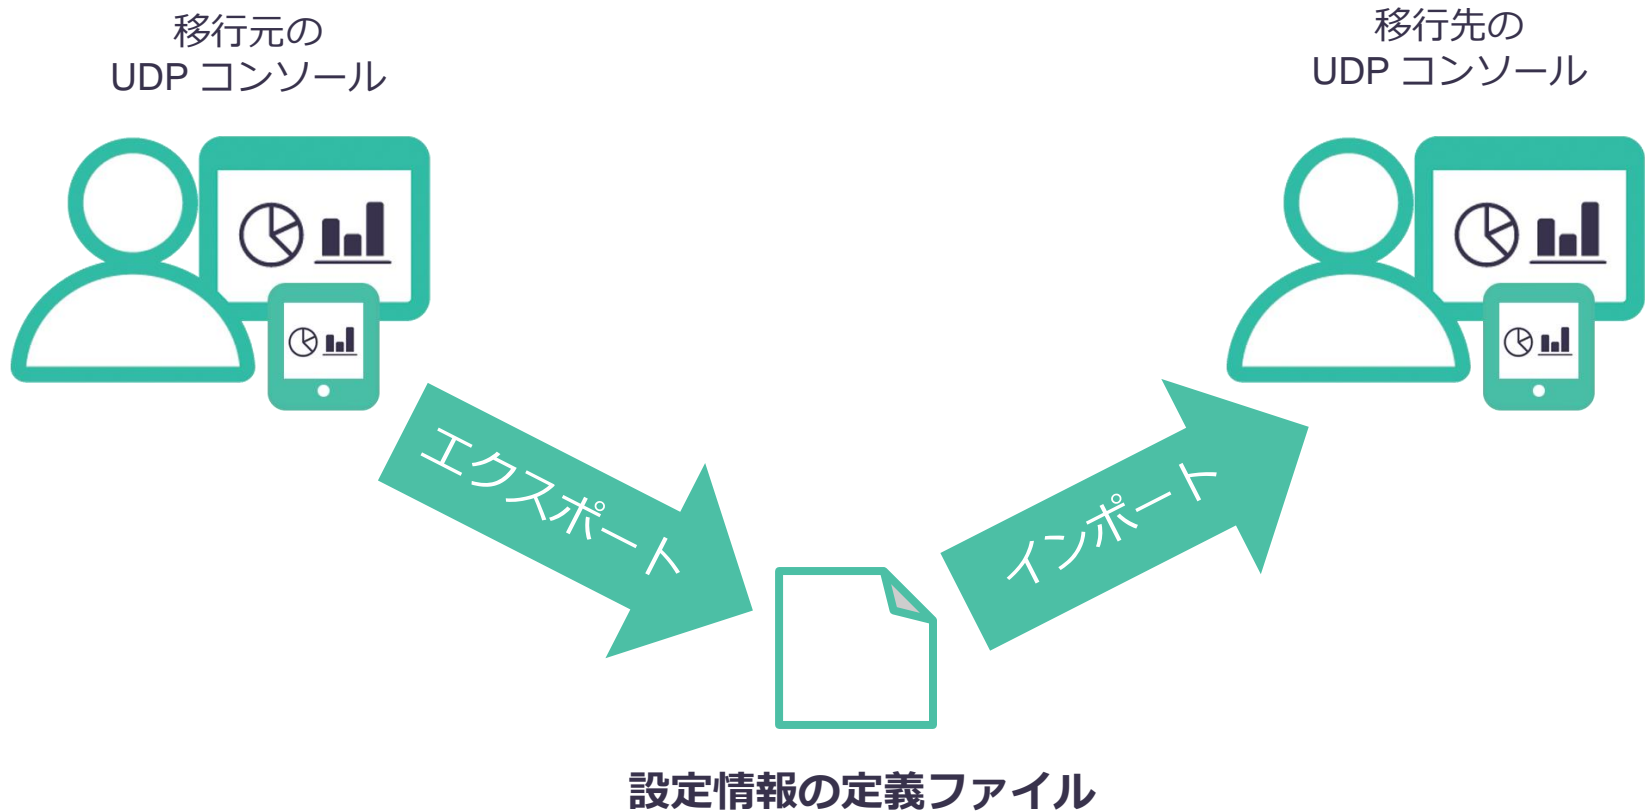 移行元の
UDP コンソール
移行先の
UDP コンソール
エクスポート
インポート
設定情報の定義ファイル